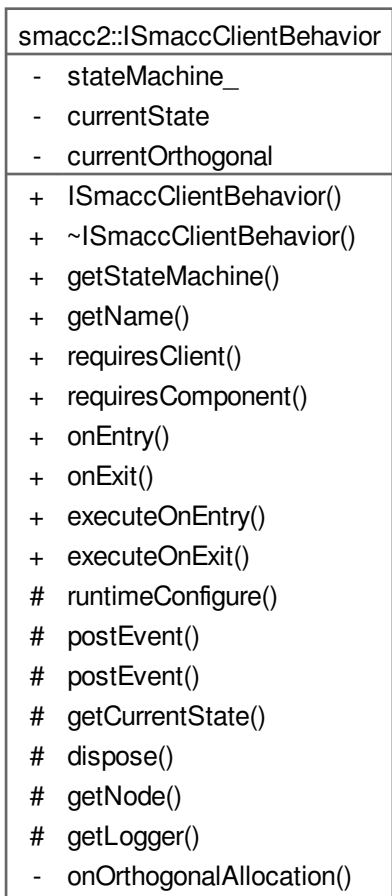 smacc2::ISmaccClientBehavior
- stateMachine_
- currentState
- currentOrthogonal
+ ISmaccClientBehavior()
+ ~ISmaccClientBehavior()
+ getStateMachine()
+ getName()
+ requiresClient()
+ requiresComponent()
+ onEntry()
+ onExit()
+ executeOnEntry()
+ executeOnExit()
# runtimeConfigure()
# postEvent()
# postEvent()
# getCurrentState()
# dispose()
# getNode()
# getLogger()
- onOrthogonalAllocation()